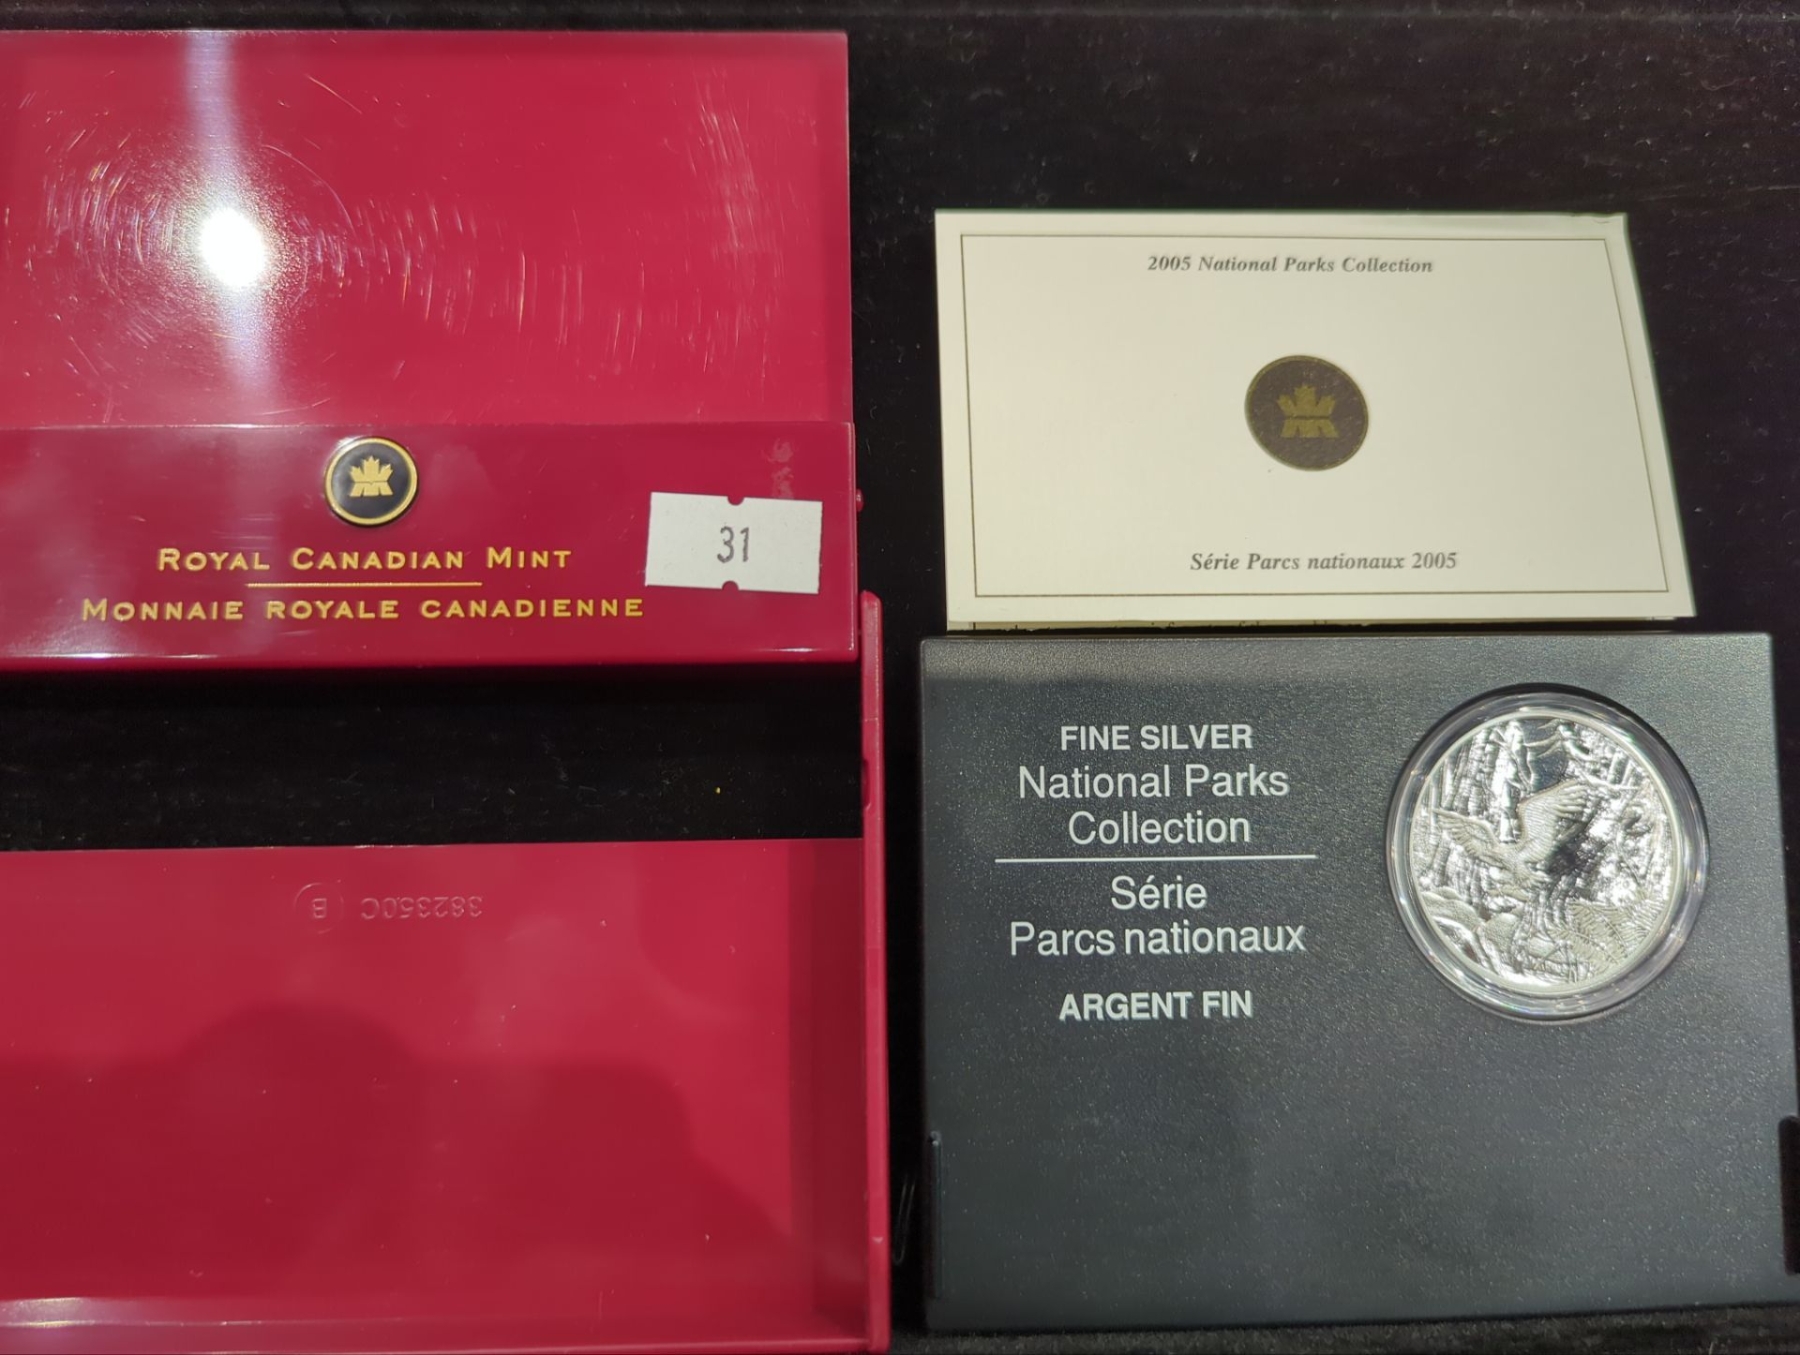 ROYAL CANADIAN MINT
MONNAIE ROYALE CANADIENNE
31
382350C B
2005 National Parks Collection
Série Parcs nationaux 2005
FINE SILVER
National Parks
Collection
Série
Parcs nationaux
ARGENT FIN